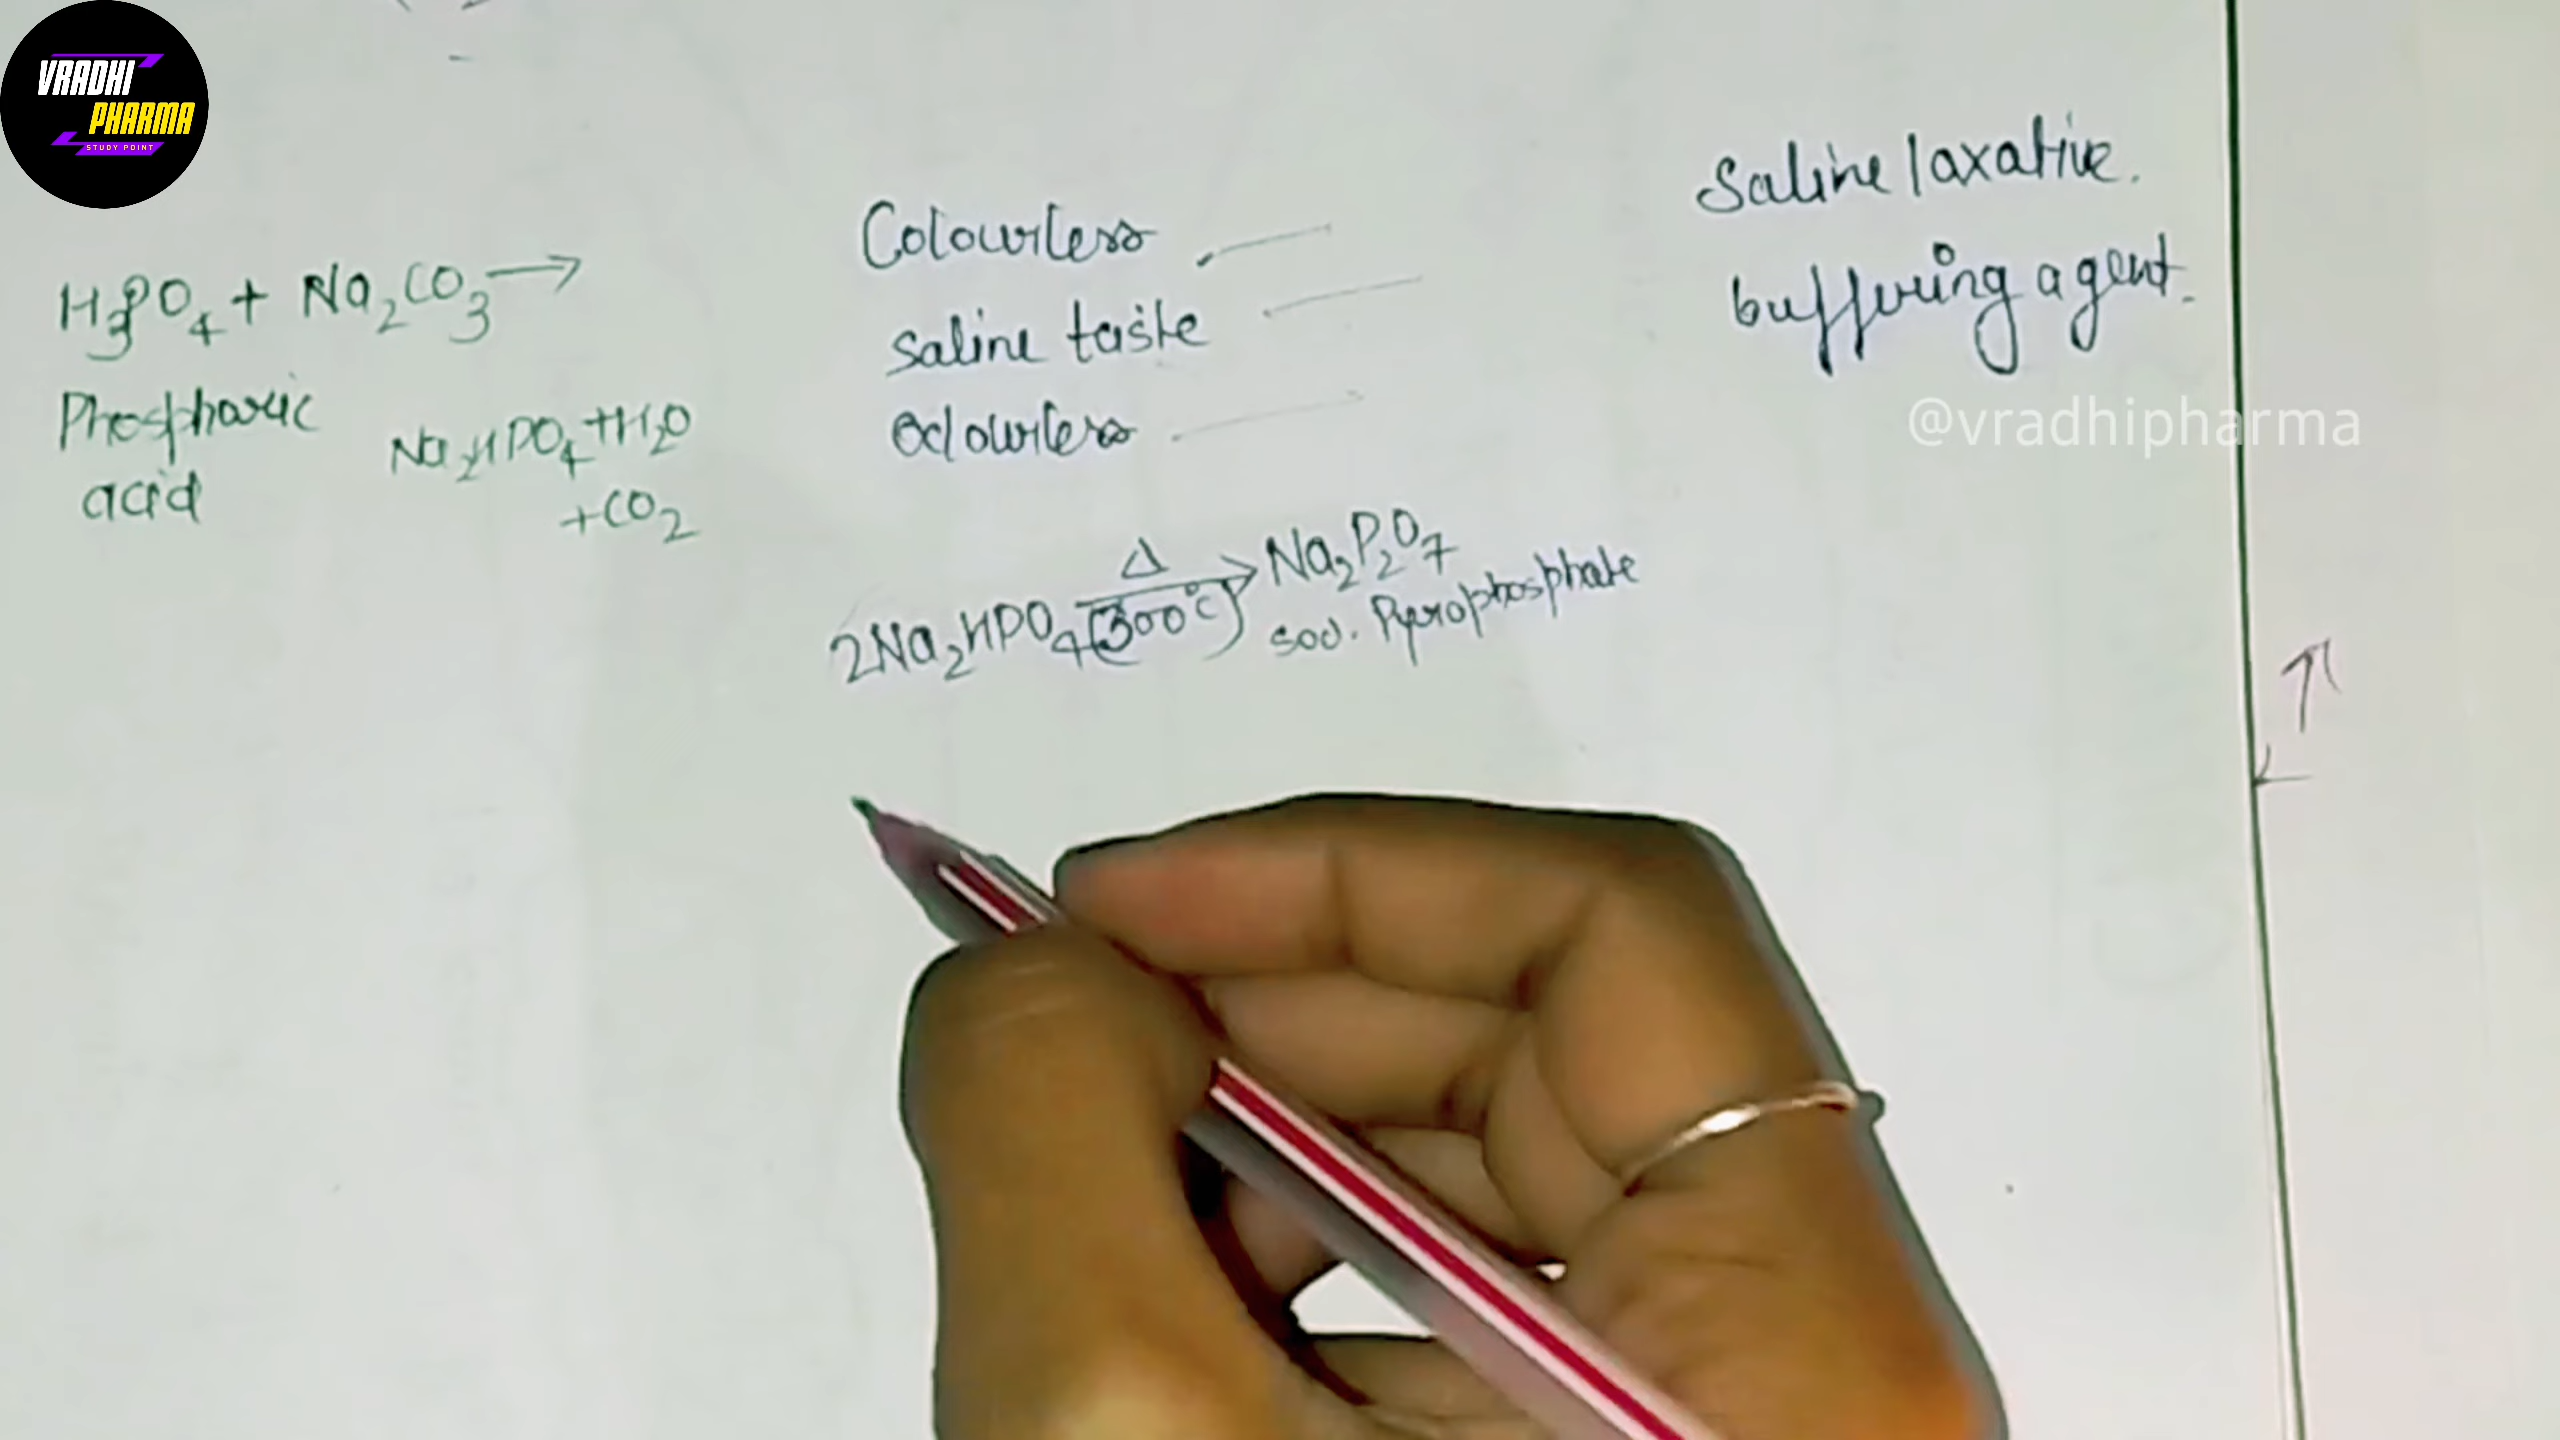 VRADHI
PHARMA
STUDY POINT
H3PO4 + Na2CO3 →
Phosphoric
acid
Na2HPO4 + H2O
+ CO2
Colourless
saline taste
Odourless
2Na2HPO4 Δ (300°C) → Na2P2O7
sod. Pyrophosphate
Saline laxative.
buffering agent.
@vradhipharma